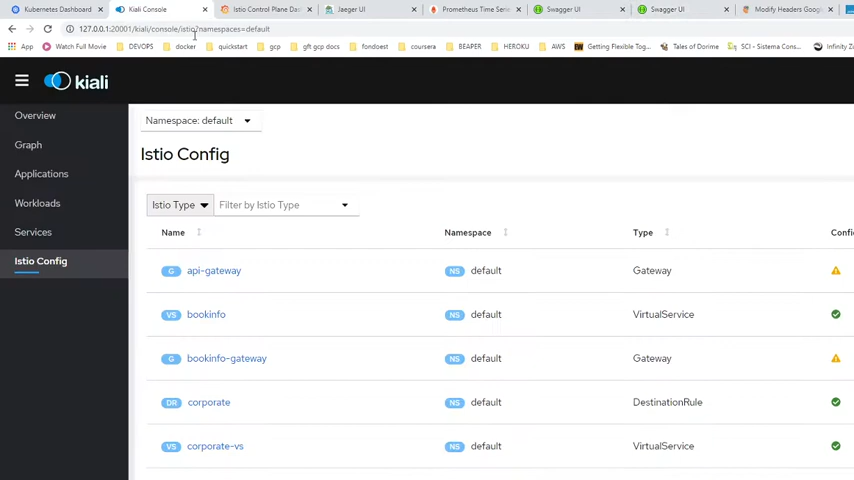 Kubernetes Dashboard
Kiali Console
Istio Control Plane Das
Jaeger UI
Prometheus Time Serie
Swagger UI
Swagger UI
Modify Headers Googl
127.0.0.1:20001/kiali/console/istio?namespaces=default
App
Watch Full Movie
DEVOPS
docker
quickstart
gcp
gft gcp docs
fondoest
coursera
BEAPER
HEROKU
AWS
Getting Flexible Tog...
Tales of Dorime
SCI - Sistema Cons...
Infinity Zu
kiali
Overview
Graph
Applications
Workloads
Services
Istio Config
Namespace: default
Istio Config
Istio Type
Filter by Istio Type
Name Namespace Type Config
G api-gateway NS default Gateway
VS bookinfo NS default VirtualService
G bookinfo-gateway NS default Gateway
DR corporate NS default DestinationRule
VS corporate-vs NS default VirtualService